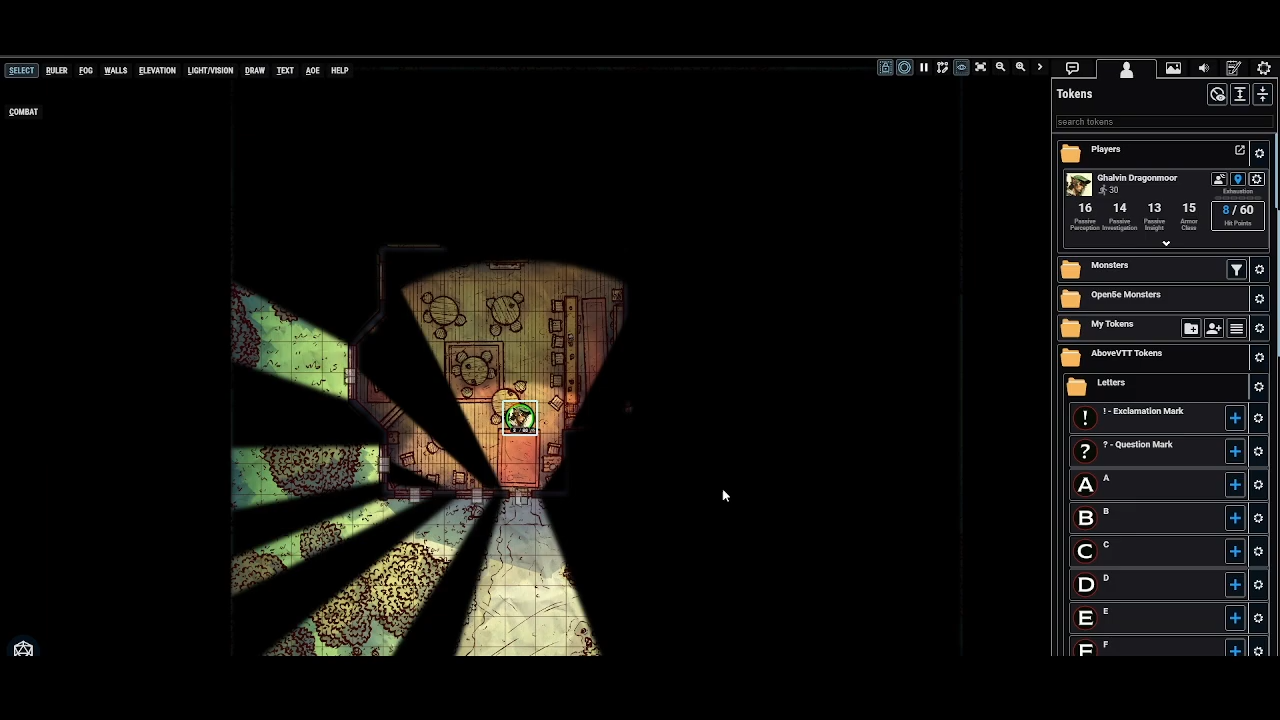 SELECT RULER FOG WALLS ELEVATION LIGHT/VISION DRAW TEXT AOE HELP
COMBAT
Tokens
search tokens
Players
Ghalvin Dragonmoor
30
Exhaustion
16 14 13 15 8 / 60
Passive Perception Passive Investigation Passive Insight Armor Class Hit Points
Monsters
Open5e Monsters
My Tokens
AboveVTT Tokens
Letters
! ! - Exclamation Mark
? ? - Question Mark
A A
B B
C C
D D
E E
F F